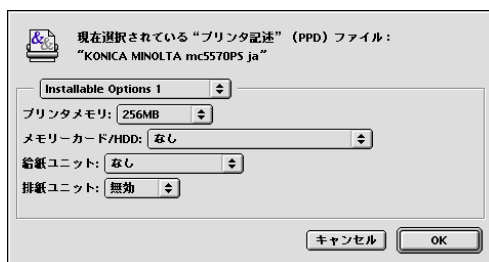 現在選択されている“プリンタ記述”（PPD）ファイル：
“KONICA MINOLTA mc5570PS ja”
Installable Options 1
プリンタメモリ: 256MB
メモリーカード/HDD: なし
給紙ユニット: なし
排紙ユニット: 無効
キャンセル OK